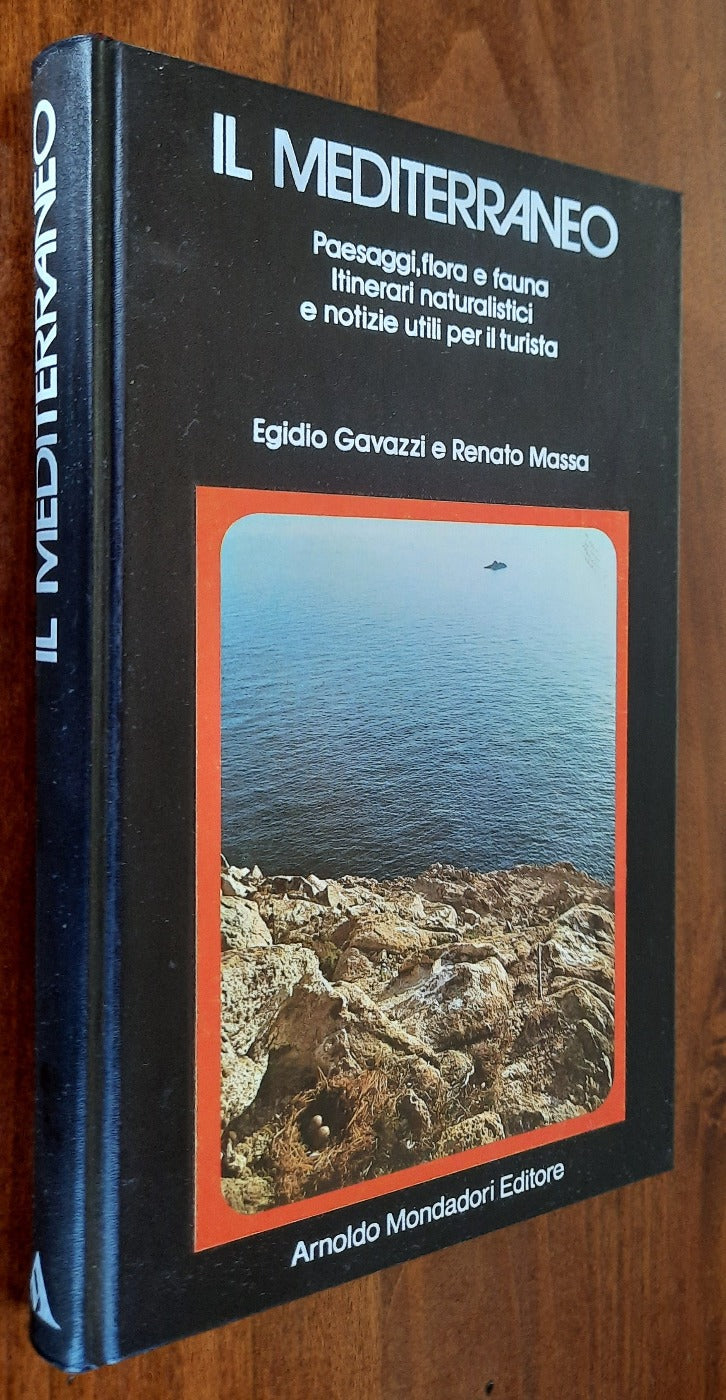 IL MEDITERRANEO
IL MEDITERRANEO
Paesaggi, flora e fauna
Itinerari naturalistici
e notizie utili per il turista
Egidio Gavazzi e Renato Massa
Arnoldo Mondadori Editore